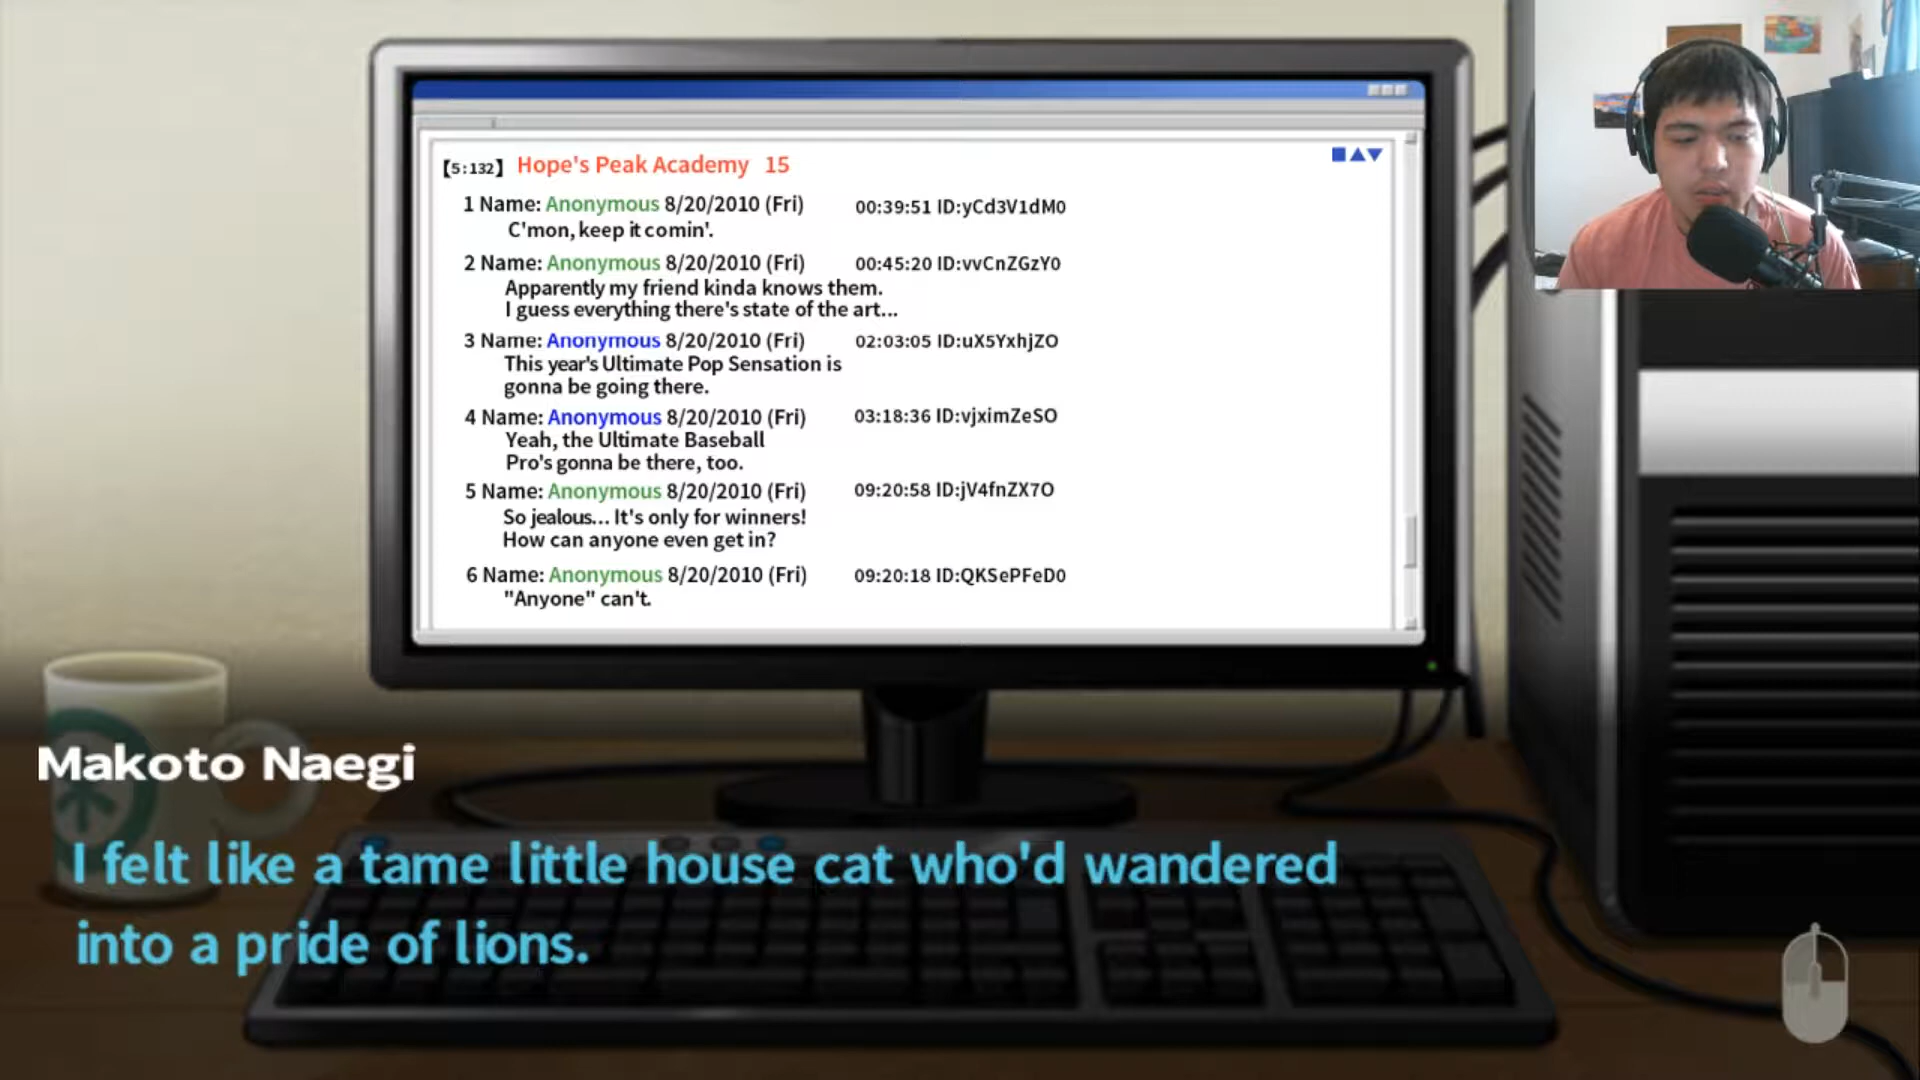 【5:132】 Hope's Peak Academy 15
1 Name: Anonymous 8/20/2010 (Fri) 00:39:51 ID:yCd3V1dM0
C'mon, keep it comin'.
2 Name: Anonymous 8/20/2010 (Fri) 00:45:20 ID:vvCnZGzY0
Apparently my friend kinda knows them.
I guess everything there's state of the art...
3 Name: Anonymous 8/20/2010 (Fri) 02:03:05 ID:uX5YxhjZO
This year's Ultimate Pop Sensation is
gonna be going there.
4 Name: Anonymous 8/20/2010 (Fri) 03:18:36 ID:vjximZeSO
Yeah, the Ultimate Baseball
Pro's gonna be there, too.
5 Name: Anonymous 8/20/2010 (Fri) 09:20:58 ID:jV4fnZX7O
So jealous... It's only for winners!
How can anyone even get in?
6 Name: Anonymous 8/20/2010 (Fri) 09:20:18 ID:QKSePFeD0
"Anyone" can't.
Makoto Naegi
I felt like a tame little house cat who'd wandered
into a pride of lions.